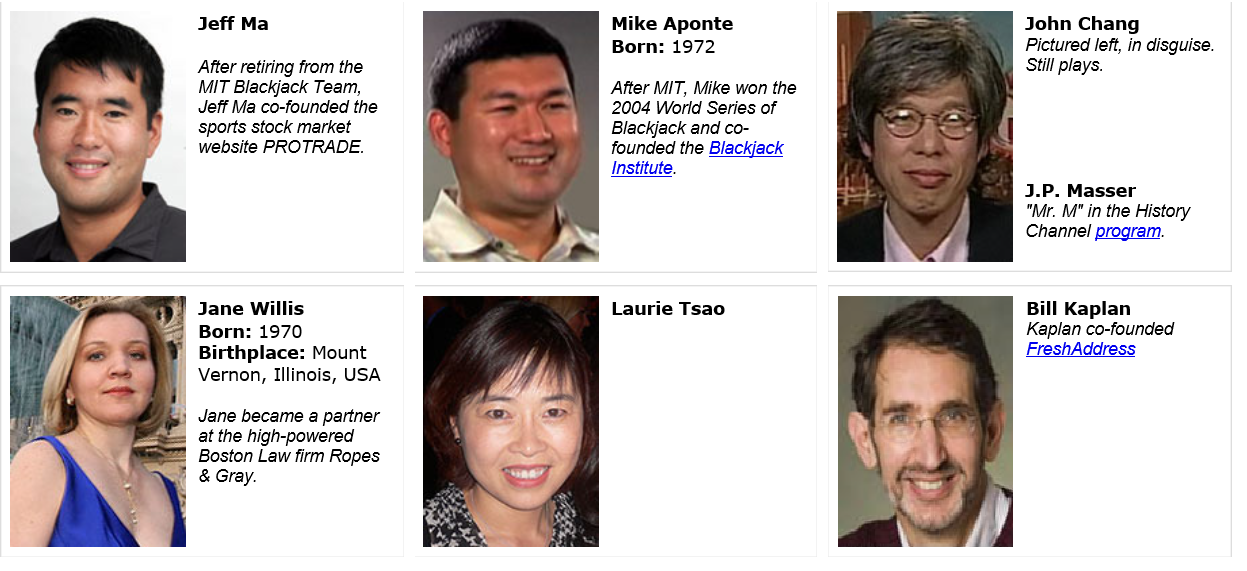 Jeff Ma
After retiring from the
MIT Blackjack Team,
Jeff Ma co-founded the
sports stock market
website PROTRADE.
Mike Aponte
Born: 1972
After MIT, Mike won the
2004 World Series of
Blackjack and co-
founded the Blackjack
Institute.
John Chang
Pictured left, in disguise.
Still plays.
J.P. Masser
"Mr. M" in the History
Channel program.
Jane Willis
Born: 1970
Birthplace: Mount
Vernon, Illinois, USA
Jane became a partner
at the high-powered
Boston Law firm Ropes
& Gray.
Laurie Tsao
Bill Kaplan
Kaplan co-founded
FreshAddress